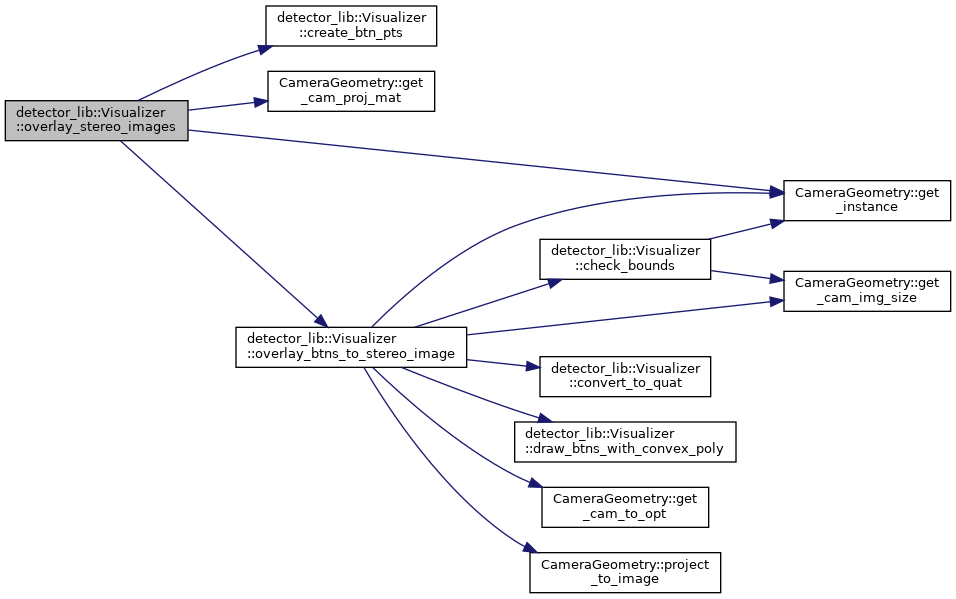 detector_lib::Visualizer
::create_btn_pts
CameraGeometry::get
_cam_proj_mat
detector_lib::Visualizer
::overlay_stereo_images
CameraGeometry::get
_instance
detector_lib::Visualizer
::check_bounds
CameraGeometry::get
_cam_img_size
detector_lib::Visualizer
::overlay_btns_to_stereo_image
detector_lib::Visualizer
::convert_to_quat
detector_lib::Visualizer
::draw_btns_with_convex_poly
CameraGeometry::get
_cam_to_opt
CameraGeometry::project
_to_image